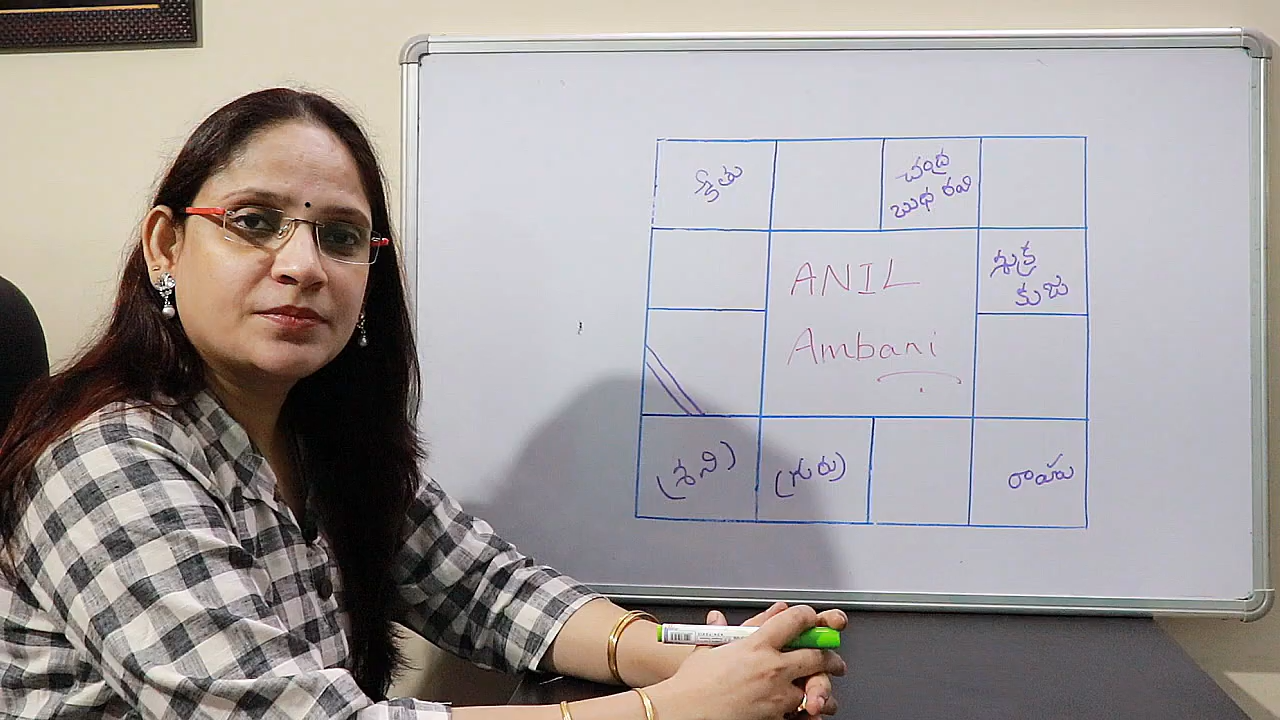 కేతు
చంద్ర
బుధ రవి
శుక్ర
కుజ
ANIL
Ambani
(శని)
(గురు)
రాహు